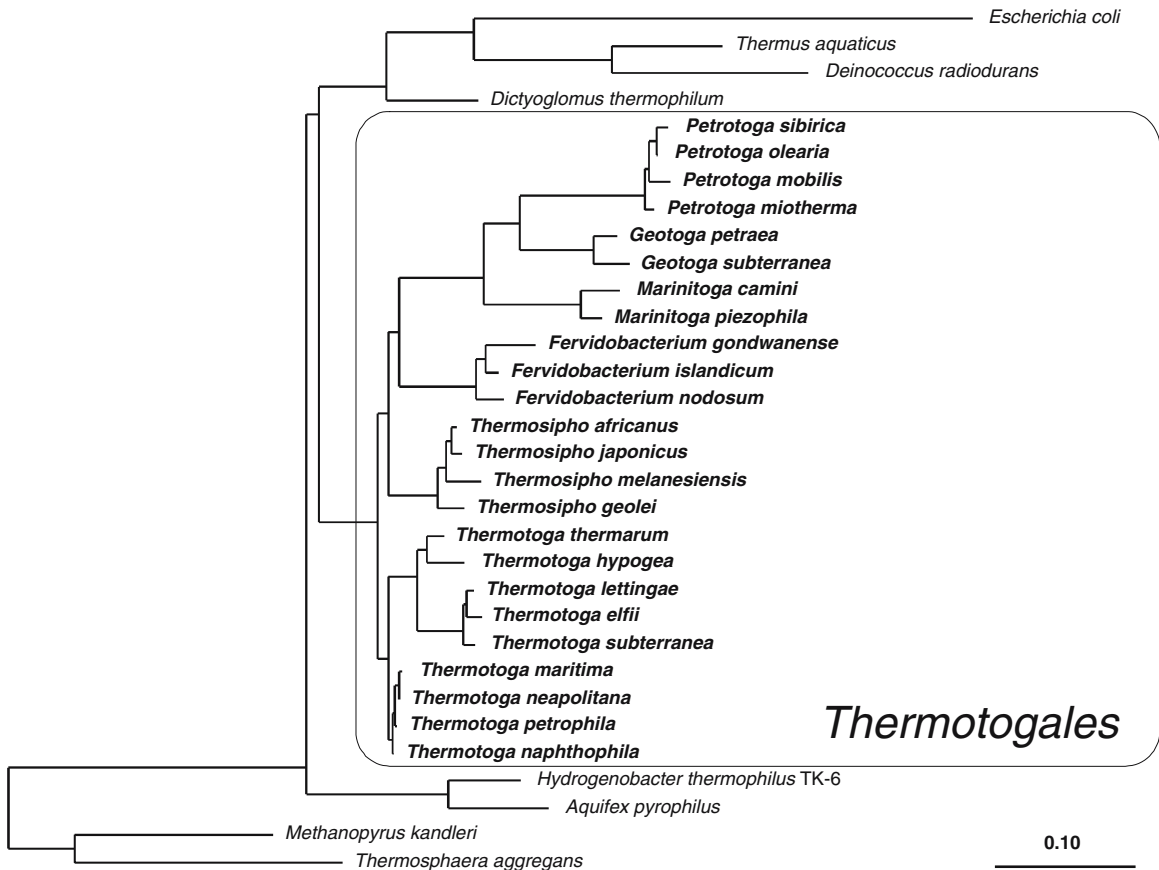 Escherichia coli
Thermus aquaticus
Deinococcus radiodurans
Dictyoglomus thermophilum
Petrotoga sibirica
Petrotoga olearia
Petrotoga mobilis
Petrotoga miotherma
Geotoga petraea
Geotoga subterranea
Marinitoga camini
Marinitoga piezophila
Fervidobacterium gondwanense
Fervidobacterium islandicum
Fervidobacterium nodosum
Thermosipho africanus
Thermosipho japonicus
Thermosipho melanesiensis
Thermosipho geolei
Thermotoga thermarum
Thermotoga hypogea
Thermotoga lettingae
Thermotoga elfii
Thermotoga subterranea
Thermotoga maritima
Thermotoga neapolitana
Thermotoga petrophila
Thermotoga naphthophila
Thermotogales
Hydrogenobacter thermophilus TK-6
Aquifex pyrophilus
Methanopyrus kandleri
Thermosphaera aggregans
0.10